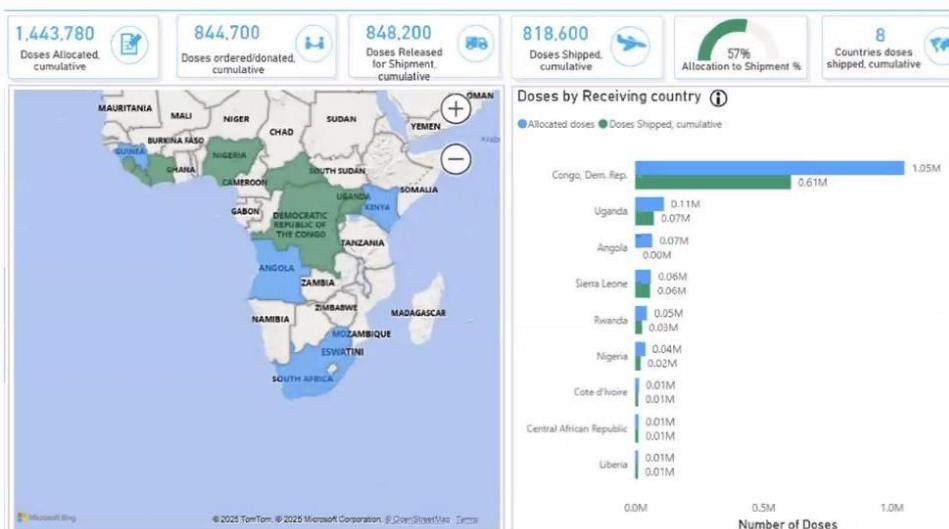 1,443,780
Doses Allocated,
cumulative
844,700
Doses ordered/donated,
cumulative
848,200
Doses Released
for Shipment,
cumulative
818,600
Doses Shipped,
cumulative
57%
Allocation to Shipment %
8
Countries doses
shipped, cumulative
MAURITANIA
MALI
NIGER
CHAD
SUDAN
OMAN
YEMEN
BURKINA FASO
GUINEA
GHANA
NIGERIA
CAMEROON
SOUTH SUDAN
SOMALIA
UGANDA
KENYA
GABON
DEMOCRATIC
REPUBLIC OF
THE CONGO
TANZANIA
ANGOLA
ZAMBIA
ZIMBABWE
MADAGASCAR
NAMIBIA
MOZAMBIQUE
ESWATINI
SOUTH AFRICA
Microsoft Bing
© 2025 TomTom, © 2025 Microsoft Corporation, © OpenStreetMap Terms
Doses by Receiving country
Allocated doses Doses Shipped, cumulative
Congo, Dem. Rep. 1.05M
0.61M
Uganda 0.11M
0.07M
Angola 0.07M
0.00M
Sierra Leone 0.06M
0.06M
Rwanda 0.05M
0.03M
Nigeria 0.04M
0.02M
Cote d'Ivoire 0.01M
0.01M
Central African Republic 0.01M
0.01M
Liberia 0.01M
0.01M
0.0M 0.5M 1.0M
Number of Doses